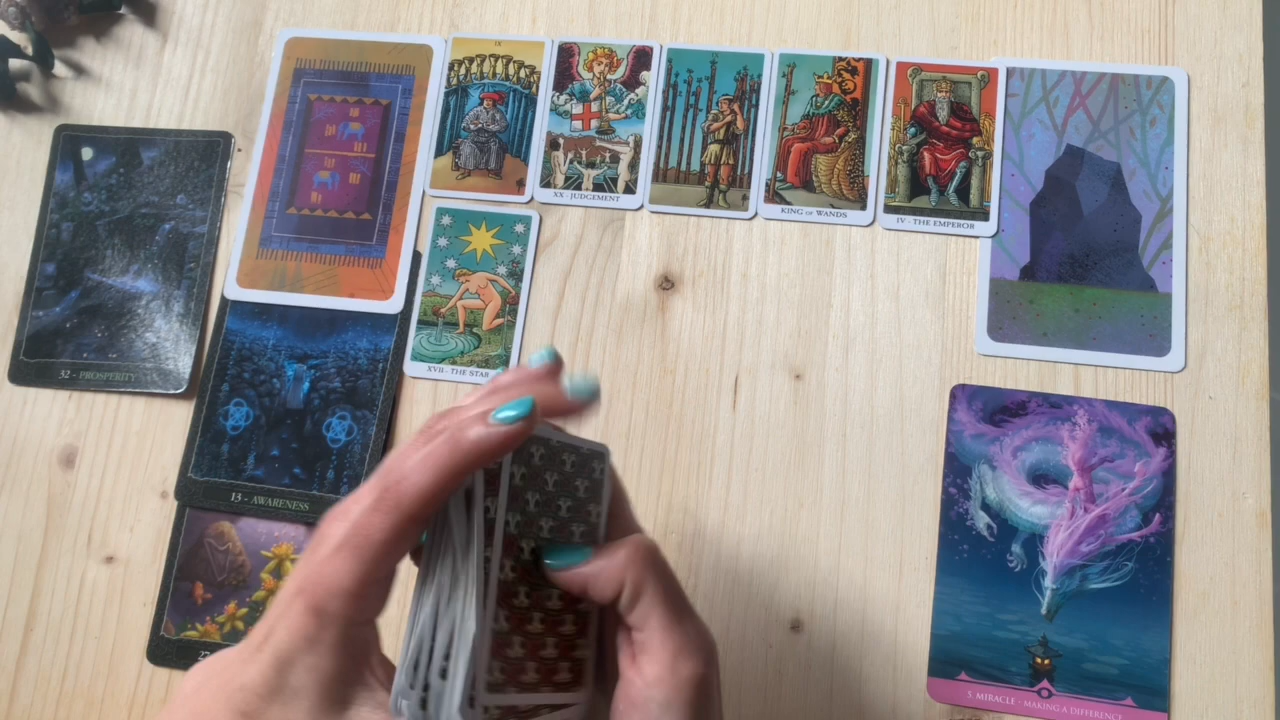 IX
XX - JUDGEMENT
KING OF WANDS
IV - THE EMPEROR
32 - PROSPERITY
XVII - THE STAR
13 - AWARENESS
27
5. MIRACLE - MAKING A DIFFERENCE